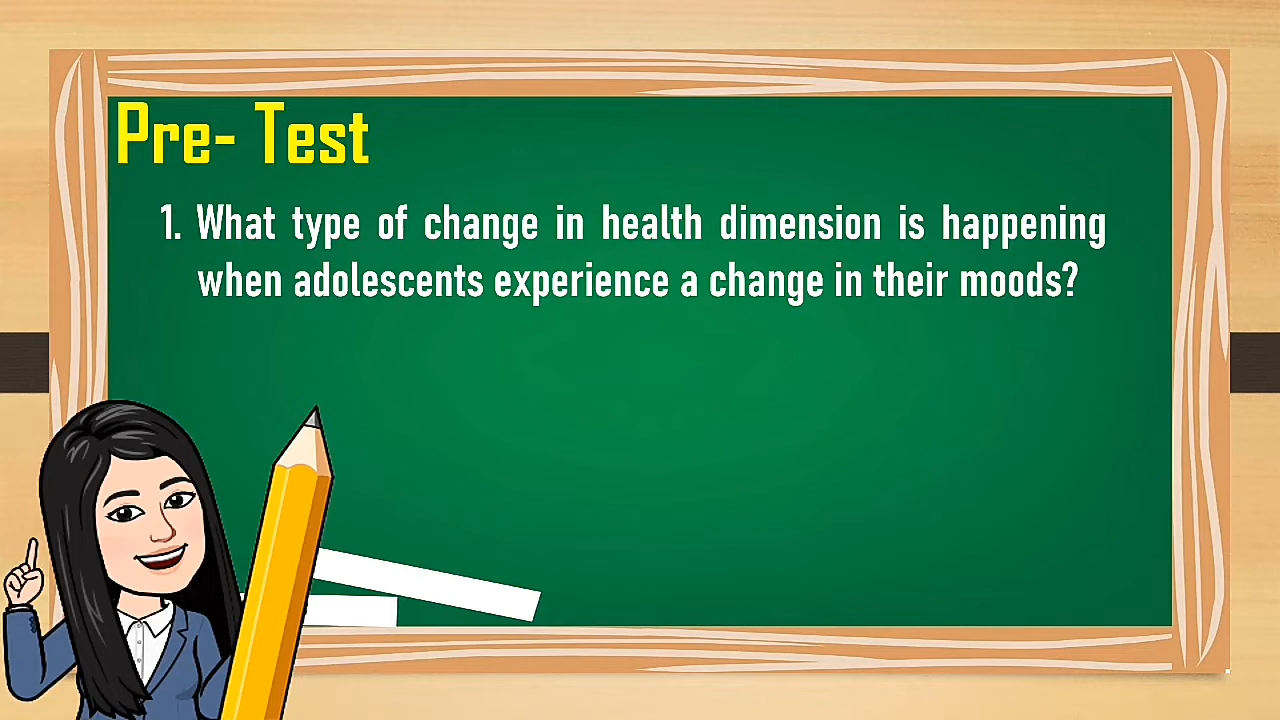 Pre- Test
1. What type of change in health dimension is happening
when adolescents experience a change in their moods?